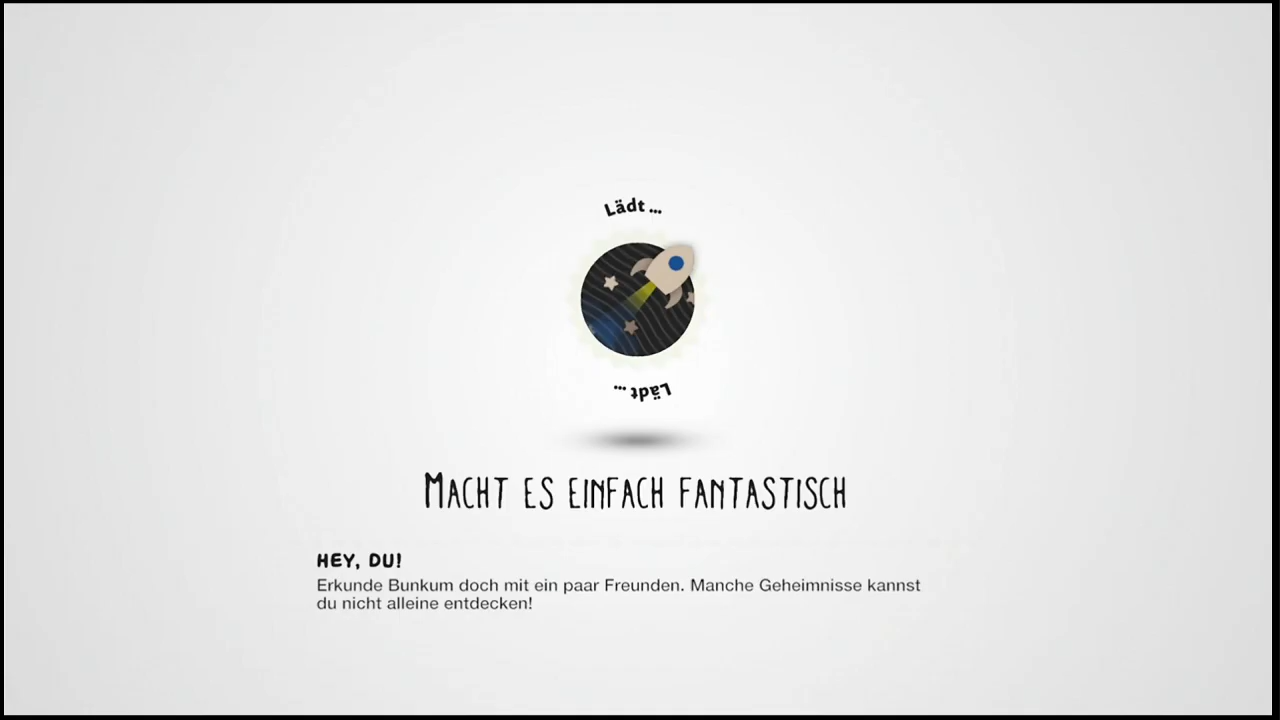 Lädt ...
Lädt ...
Macht es einfach fantastisch
HEY, DU!
Erkunde Bunkum doch mit ein paar Freunden. Manche Geheimnisse kannst
du nicht alleine entdecken!